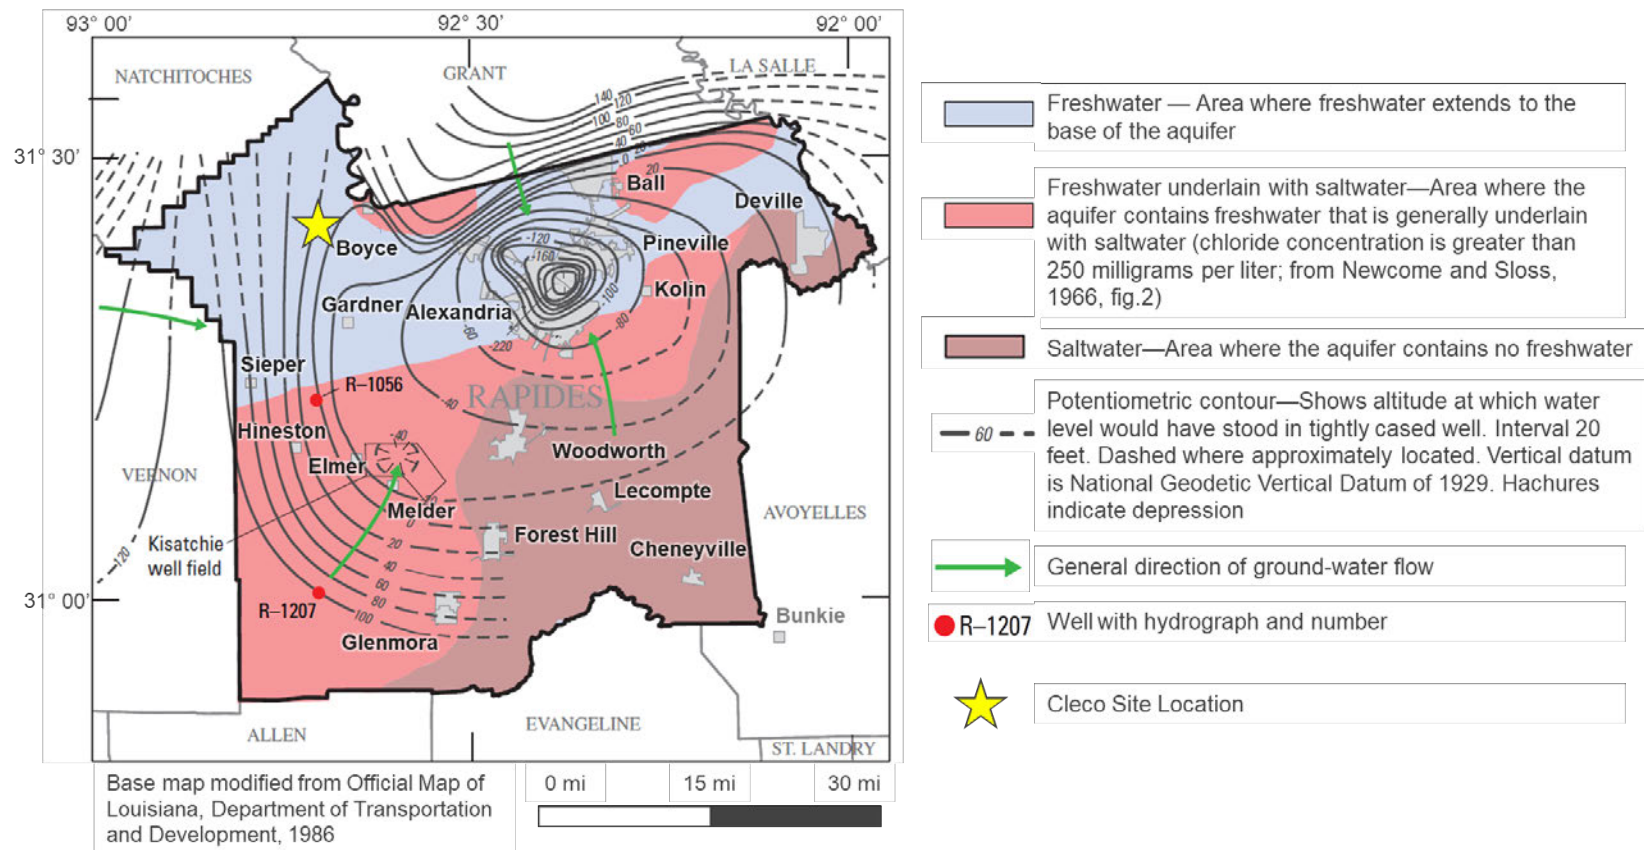 93° 00’
92° 30’
92° 00’
NATCHITOCHES
GRANT
LA SALLE
140
120
100
80
60
40
20
0
20
31° 30’
Ball
Deville
Boyce
-120
-160
Pineville
Gardner
Alexandria
Kolin
-100
-80
-60
-220
Sieper
R–1056
-40
RAPIDES
Hineston
-40
Elmer
Woodworth
VERNON
Lecompte
Melder
0
AVOYELLES
Kisatchie
well field
20
Forest Hill
Cheneyville
-120
40
60
80
100
31° 00’
R–1207
Glenmora
Bunkie
ALLEN
EVANGELINE
ST. LANDRY
Base map modified from Official Map of
Louisiana, Department of Transportation
and Development, 1986
0 mi
15 mi
30 mi
Freshwater — Area where freshwater extends to the
base of the aquifer
Freshwater underlain with saltwater—Area where the
aquifer contains freshwater that is generally underlain
with saltwater (chloride concentration is greater than
250 milligrams per liter; from Newcome and Sloss,
1966, fig.2)
Saltwater—Area where the aquifer contains no freshwater
60
Potentiometric contour—Shows altitude at which water
level would have stood in tightly cased well. Interval 20
feet. Dashed where approximately located. Vertical datum
is National Geodetic Vertical Datum of 1929. Hachures
indicate depression
General direction of ground-water flow
R–1207
Well with hydrograph and number
Cleco Site Location